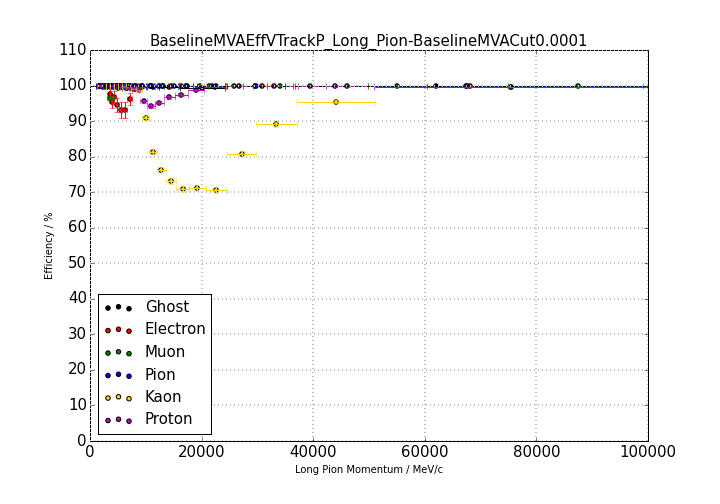 BaselineMVAEffVTrackP_Long_Pion-BaselineMVACut0.0001
110
100
90
80
70
60
50
40
30
20
10
0
Efficiency / %
Ghost
Electron
Muon
Pion
Kaon
Proton
0 20000 40000 60000 80000 100000
Long Pion Momentum / MeV/c